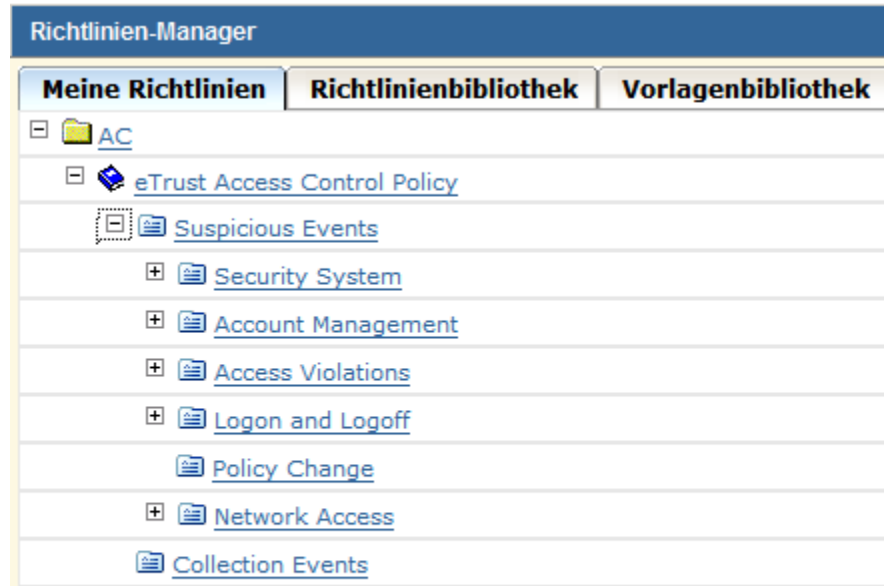 Richtlinien-Manager
Meine Richtlinien Richtlinienbibliothek Vorlagenbibliothek
AC
eTrust Access Control Policy
Suspicious Events
Security System
Account Management
Access Violations
Logon and Logoff
Policy Change
Network Access
Collection Events